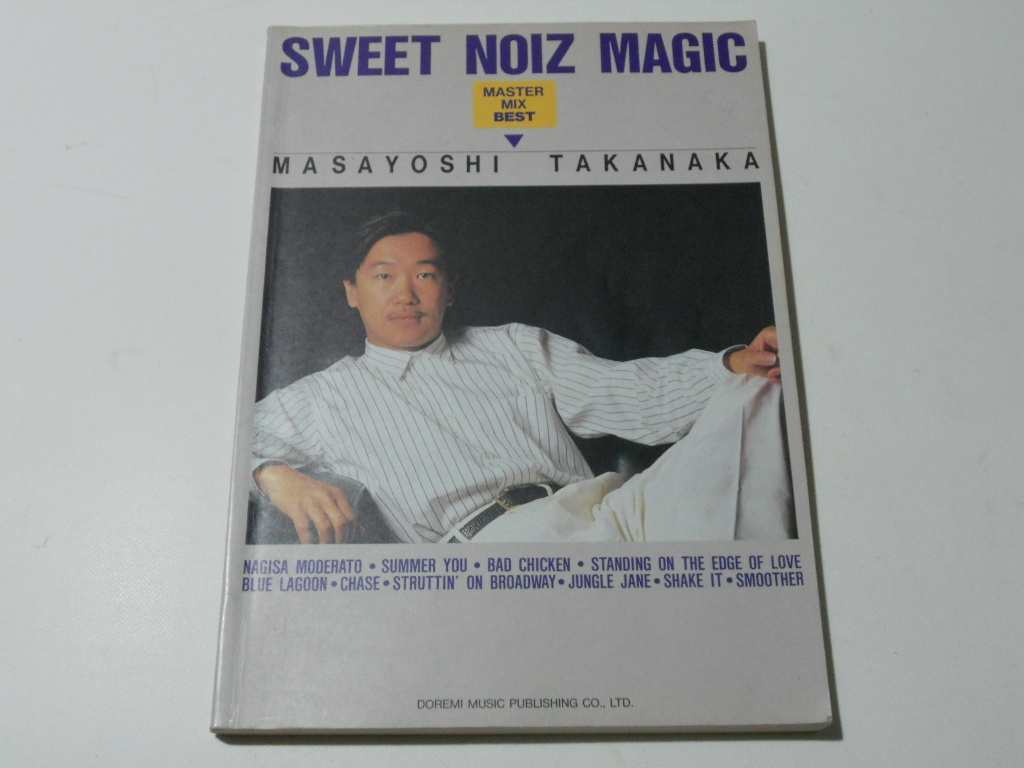 SWEET NOIZ MAGIC
MASTER
MIX
BEST
MASAYOSHI TAKANAKA
NAGISA MODERATO • SUMMER YOU • BAD CHICKEN • STANDING ON THE EDGE OF LOVE
BLUE LAGOON • CHASE • STRUTTIN' ON BROADWAY • JUNGLE JANE • SHAKE IT • SMOOTHER
DOREMI MUSIC PUBLISHING CO., LTD.